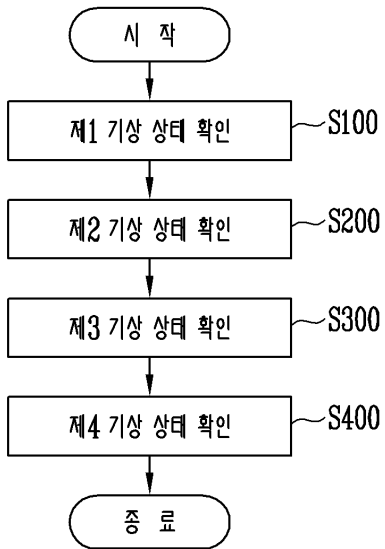 시 작
제1 기상 상태 확인
S100
제2 기상 상태 확인
S200
제3 기상 상태 확인
S300
제4 기상 상태 확인
S400
종 료